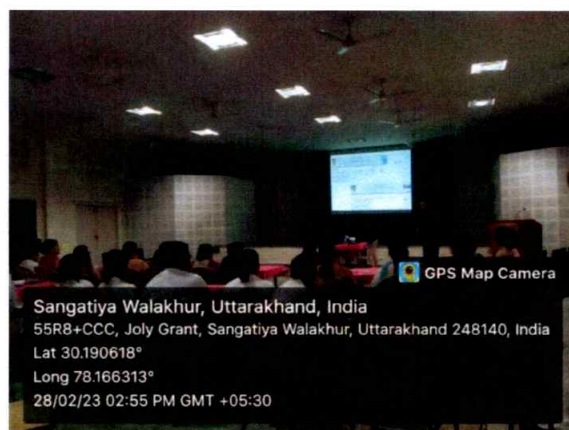 GPS Map Camera
Sangatiya Walakhur, Uttarakhand, India
55R8+CCC, Joly Grant, Sangatiya Walakhur, Uttarakhand 248140, India
Lat 30.190618°
Long 78.166313°
28/02/23 02:55 PM GMT +05:30